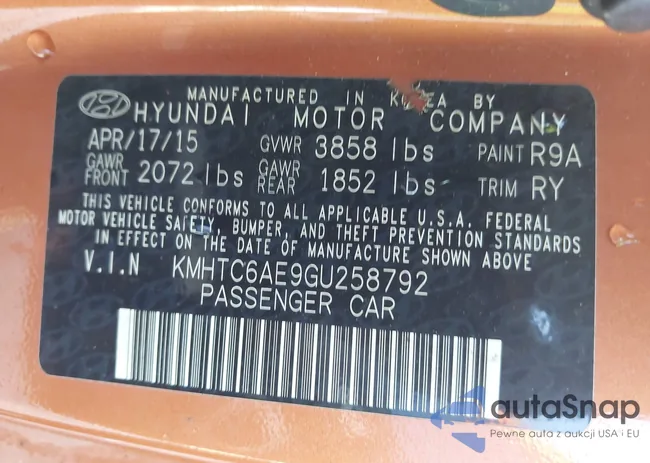 MANUFACTURED IN KOREA BY
HYUNDAI MOTOR COMPANY
APR/17/15 GVWR 3858 lbs PAINT R9A
GAWR FRONT 2072 lbs GAWR REAR 1852 lbs TRIM RY
THIS VEHICLE CONFORMS TO ALL APPLICABLE U.S.A. FEDERAL
MOTOR VEHICLE SAFETY, BUMPER, AND THEFT PREVENTION STANDARDS
IN EFFECT ON THE DATE OF MANUFACTURE SHOWN ABOVE
V.I.N KMHTC6AE9GU258792
PASSENGER CAR
autaSnap
Pewne auta z aukcji USA i EU